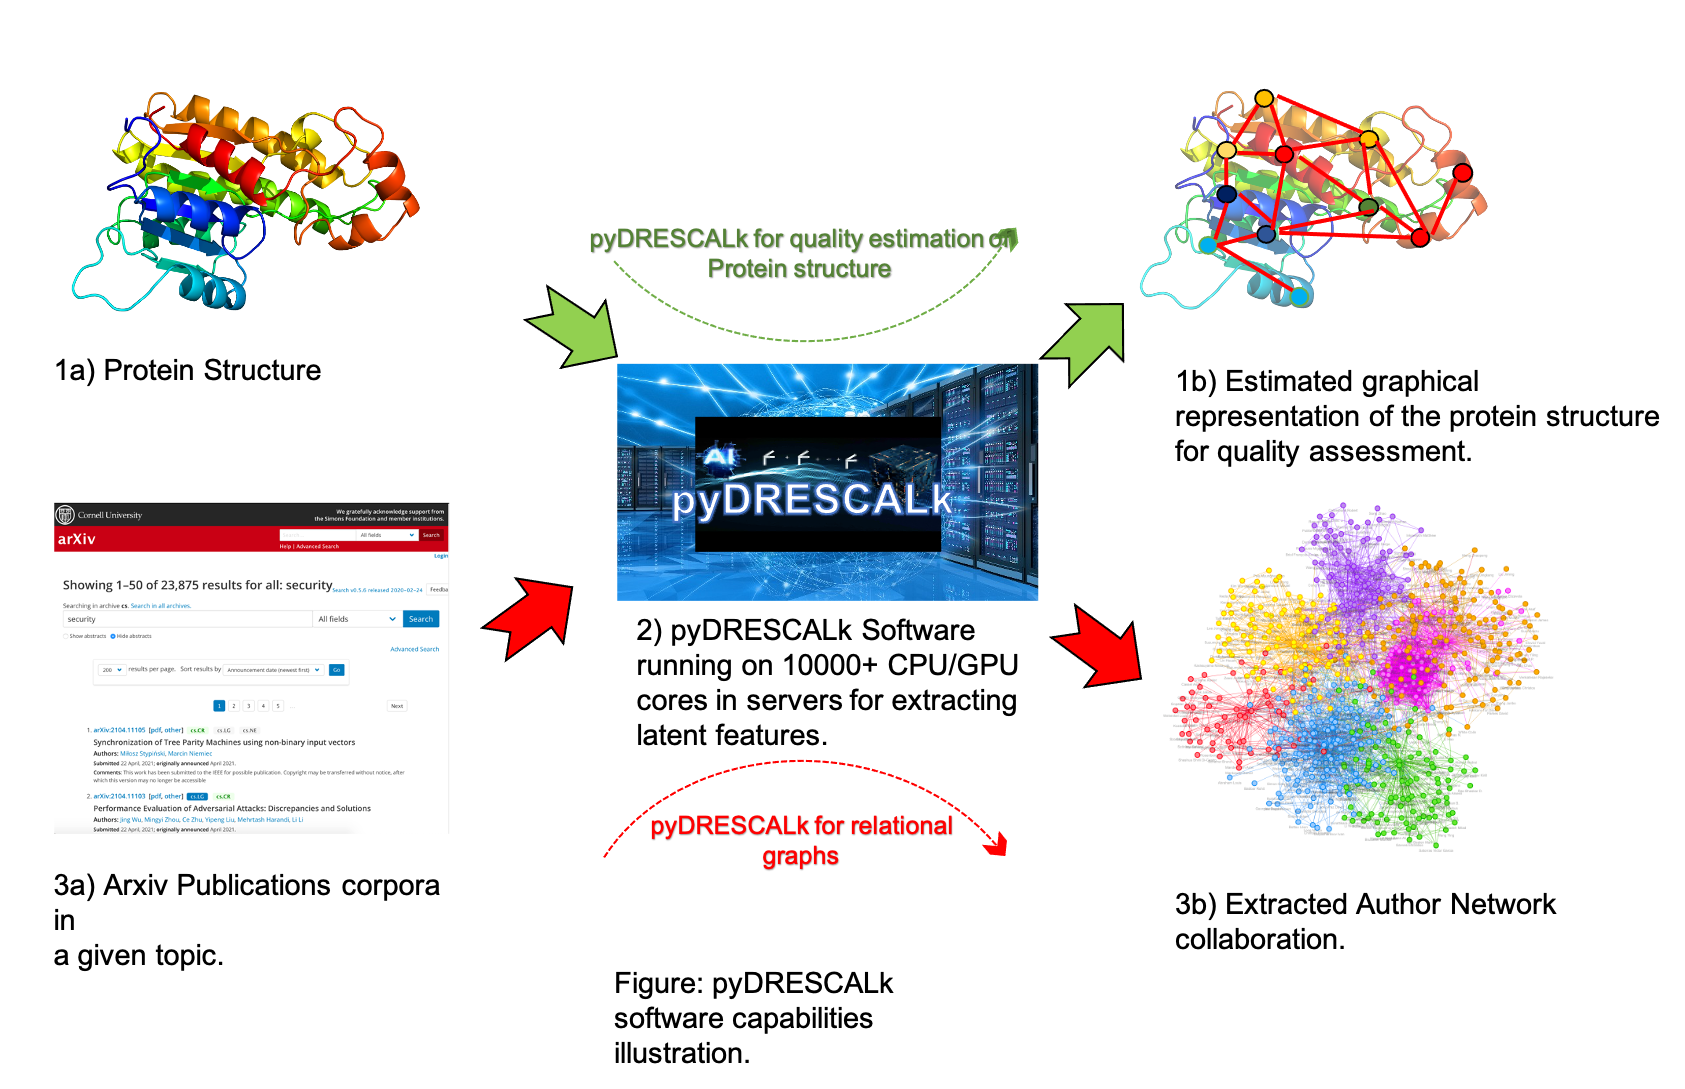 pyDRESCALk for quality estimation of
Protein structure
1a) Protein Structure
1b) Estimated graphical
representation of the protein structure
for quality assessment.
AI
pyDRESCALk
2) pyDRESCALk Software
running on 10000+ CPU/GPU
cores in servers for extracting
latent features.
Cornell University
We gratefully acknowledge support from
the Simons Foundation and member institutions.
arXiv
Search...
All fields
Search
Help | Advanced Search
Login
Showing 1–50 of 23,875 results for all: security
Search v0.5.6 released 2020-02-24
Feedba
Searching in archive cs. Search in all archives.
security
All fields
Search
Show abstracts
Hide abstracts
Advanced Search
200
results per page.
Sort results by
Announcement date (newest first)
Go
1 2 3 4 5 ...
Next
1. arXiv:2104.11105 [pdf, other] cs.CR cs.LG cs.NE
Synchronization of Tree Parity Machines using non-binary input vectors
Authors: Miłosz Stypiński, Marcin Niemiec
Submitted 22 April, 2021; originally announced April 2021.
Comments: This work has been submitted to the IEEE for possible publication. Copyright may be transferred without notice, after
which this version may no longer be accessible
2. arXiv:2104.11103 [pdf, other] cs.LG cs.CR
Performance Evaluation of Adversarial Attacks: Discrepancies and Solutions
Authors: Jing Wu, Mingyi Zhou, Ce Zhu, Yipeng Liu, Mehrtash Harandi, Li Li
Submitted 22 April, 2021; originally announced April 2021.
pyDRESCALk for relational
graphs
3a) Arxiv Publications corpora
in
a given topic.
3b) Extracted Author Network
collaboration.
Figure: pyDRESCALk
software capabilities
illustration.